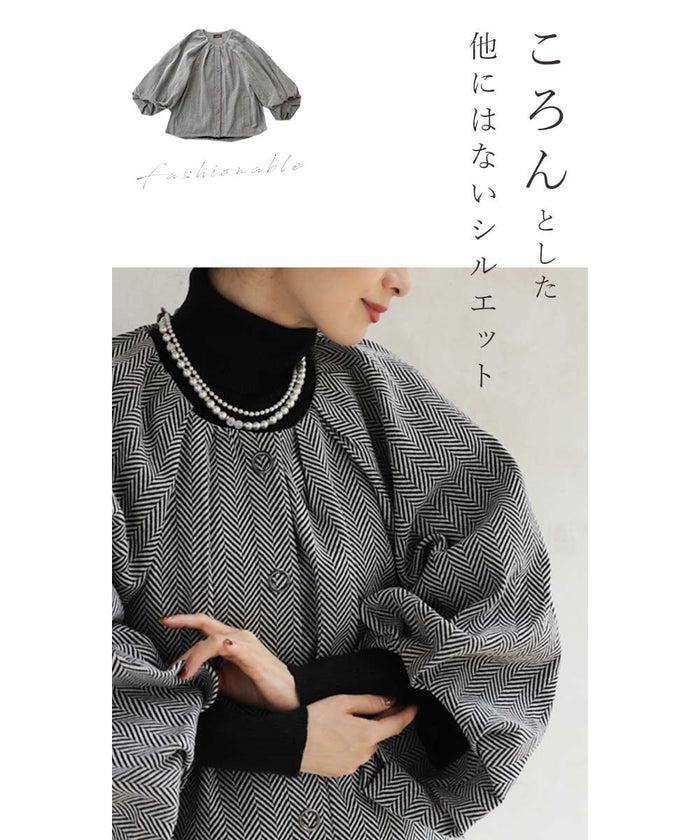 ころんとした
他にはないシルエット
fashionable